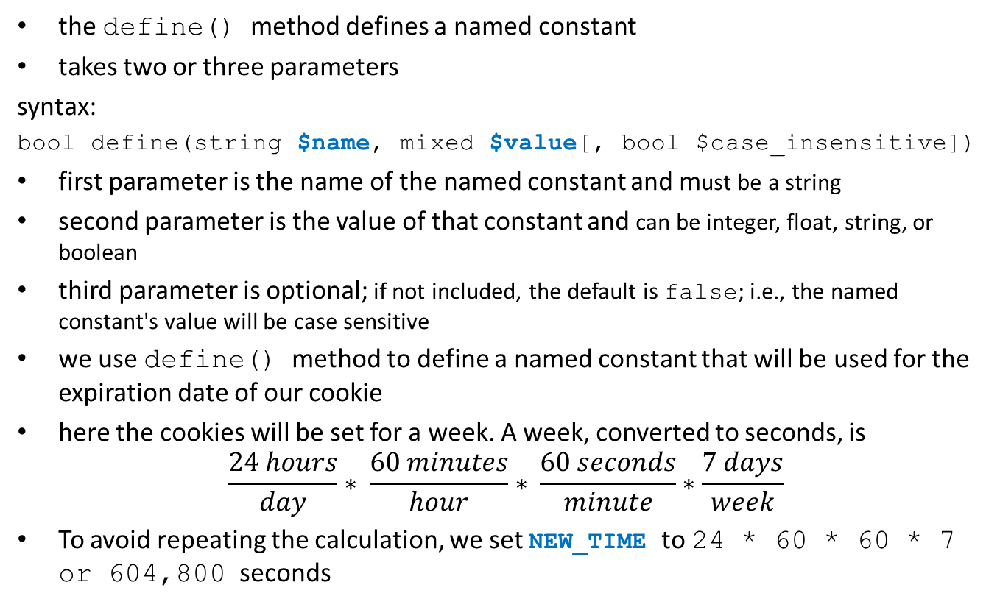 • the define() method defines a named constant
• takes two or three parameters
syntax:
bool define(string $name, mixed $value[, bool $case_insensitive])
• first parameter is the name of the named constant and must be a string
• second parameter is the value of that constant and can be integer, float, string, or
boolean
• third parameter is optional; if not included, the default is false; i.e., the named
constant's value will be case sensitive
• we use define() method to define a named constant that will be used for the
expiration date of our cookie
• here the cookies will be set for a week. A week, converted to seconds, is
24 hours 60 minutes 60 seconds 7 days
* * *
day hour minute week
• To avoid repeating the calculation, we set NEW_TIME to 24 * 60 * 60 * 7
or 604,800 seconds